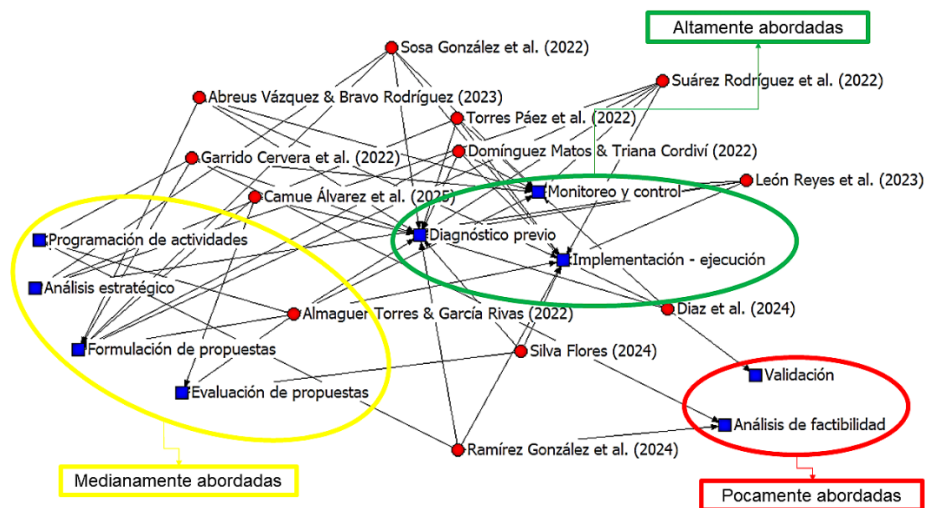 Altamente abordadas
Sosa González et al. (2022)
Suárez Rodríguez et al. (2022)
Abreus Vázquez & Bravo Rodríguez (2023)
Torres Páez et al. (2022)
Domínguez Matos & Triana Cordiví (2022)
Garrido Cervera et al. (2022)
León Reyes et al. (2023)
Monitoreo y control
Camue Álvarez et al. (2025)
Programación de actividades
Diagnóstico previo
Implementación - ejecución
Análisis estratégico
Almaguer Torres & García Rivas (2022)
Diaz et al. (2024)
Formulación de propuestas
Silva Flores (2024)
Validación
Evaluación de propuestas
Análisis de factibilidad
Ramírez González et al. (2024)
Medianamente abordadas
Pocamente abordadas